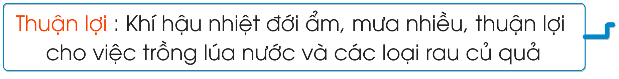 Thuận lợi : Khí hậu nhiệt đới ẩm, mưa nhiều, thuận lợi
cho việc trồng lúa nước và các loại rau củ quả